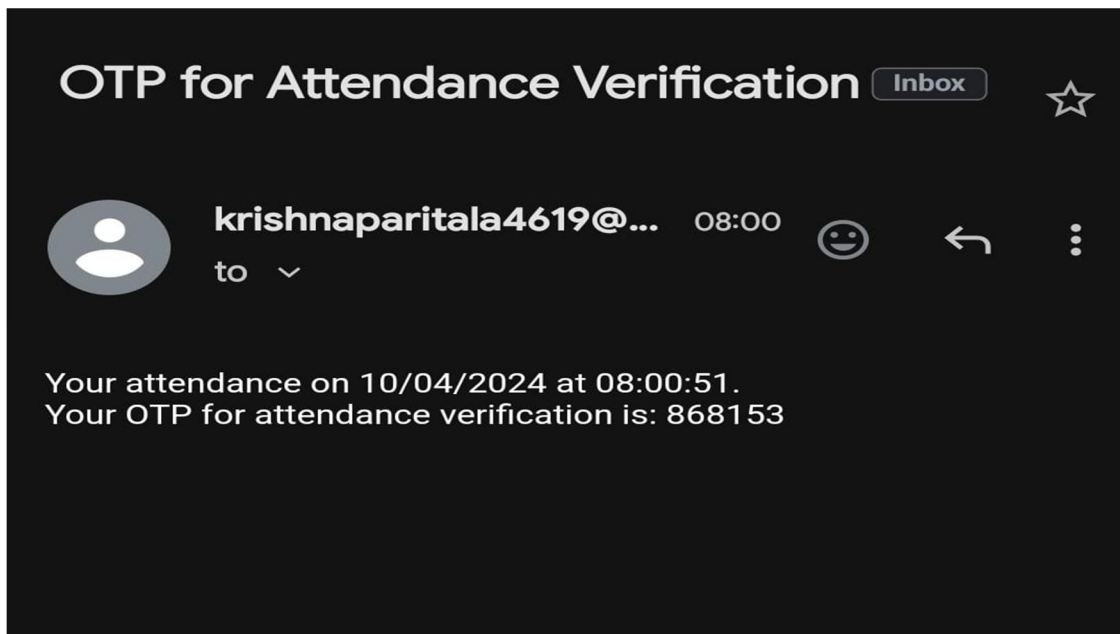 OTP for Attendance Verification Inbox
krishnaparitala4619@... 08:00
to
Your attendance on 10/04/2024 at 08:00:51.
Your OTP for attendance verification is: 868153